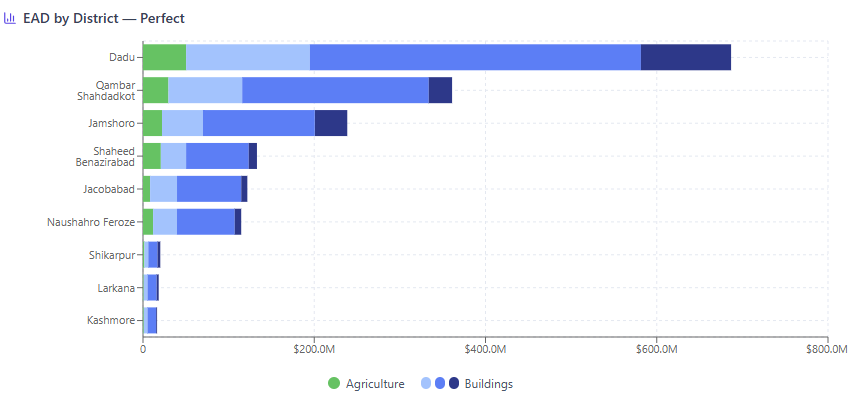 EAD by District — Perfect
Dadu
Qambar
Shahdadkot
Jamshoro
Shaheed
Benazirabad
Jacobabad
Naushahro Feroze
Shikarpur
Larkana
Kashmore
0
$200.0M
$400.0M
$600.0M
$800.0M
Agriculture
Buildings